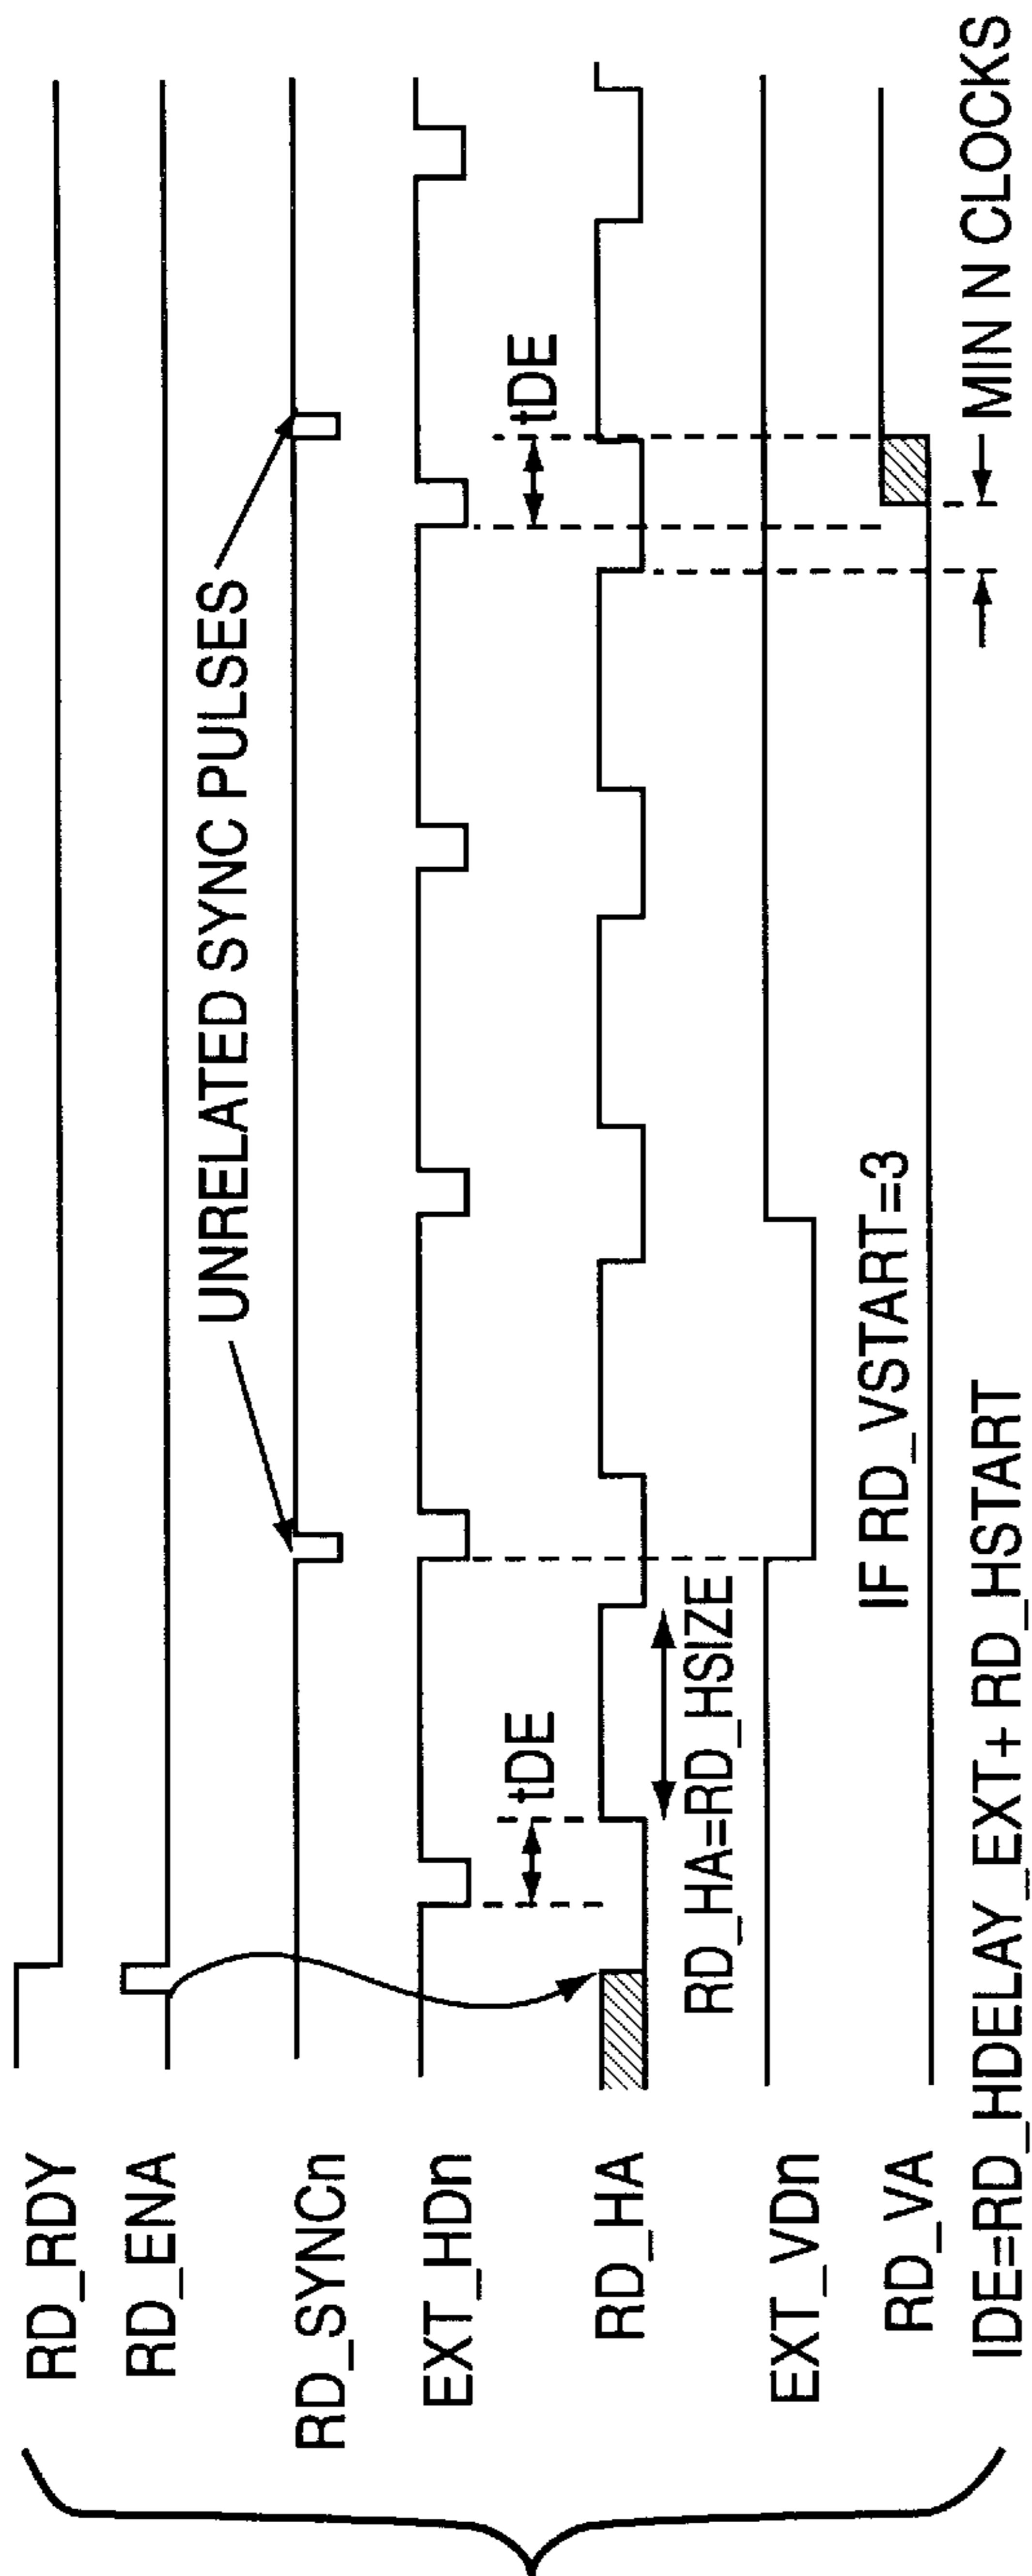 RD_RDY
RD_ENA
UNRELATED SYNC PULSES
RD_SYNCn
EXT_HDn
tDE
tDE
RD_HA
RD_HA=RD_HSIZE
EXT_VDn
IF RD_VSTART=3
RD_VA
MIN N CLOCKS
IDE=RD_HDELAY_EXT+ RD_HSTART